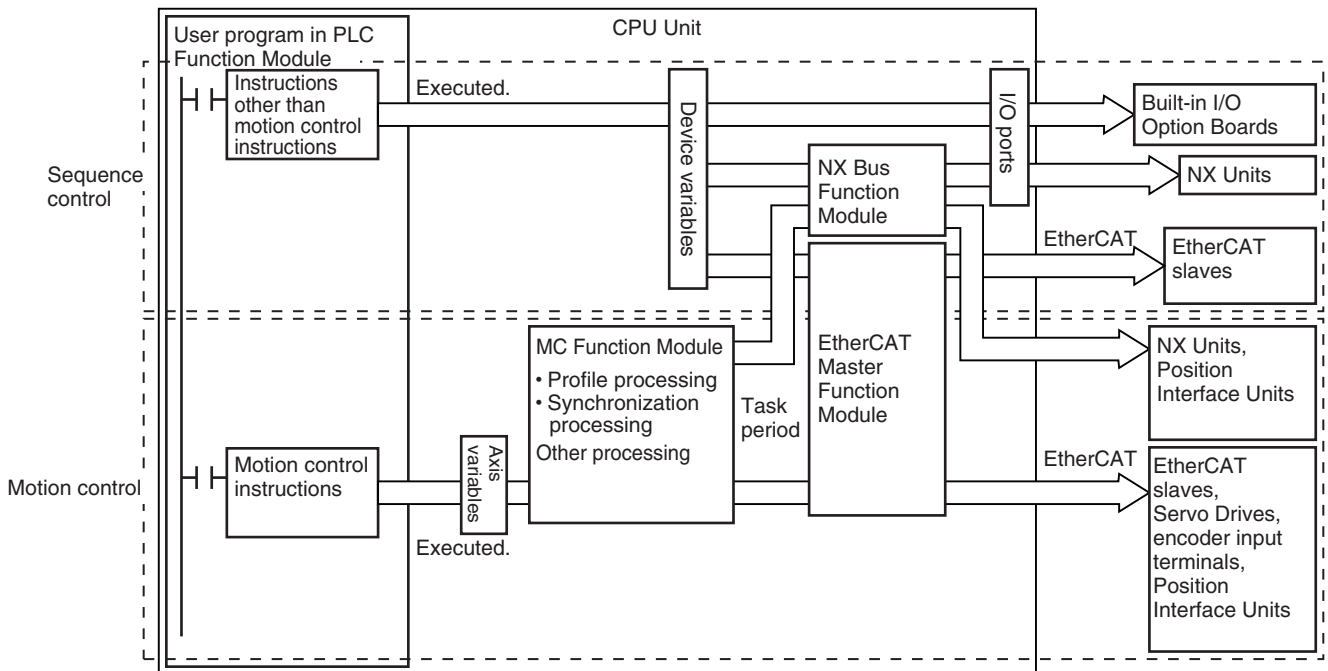 CPU Unit
User program in PLC
Function Module
Instructions
other than
motion control
instructions
Executed.
Device variables
I/O ports
Built-in I/O
Option Boards
Sequence
control
NX Bus
Function
Module
NX Units
EtherCAT
EtherCAT
slaves
MC Function Module
• Profile processing
• Synchronization
processing
Other processing
Task
period
EtherCAT
Master
Function
Module
NX Units,
Position
Interface Units
Motion control
Motion control
instructions
Axis
variables
Executed.
EtherCAT
EtherCAT
slaves,
Servo Drives,
encoder input
terminals,
Position
Interface Units